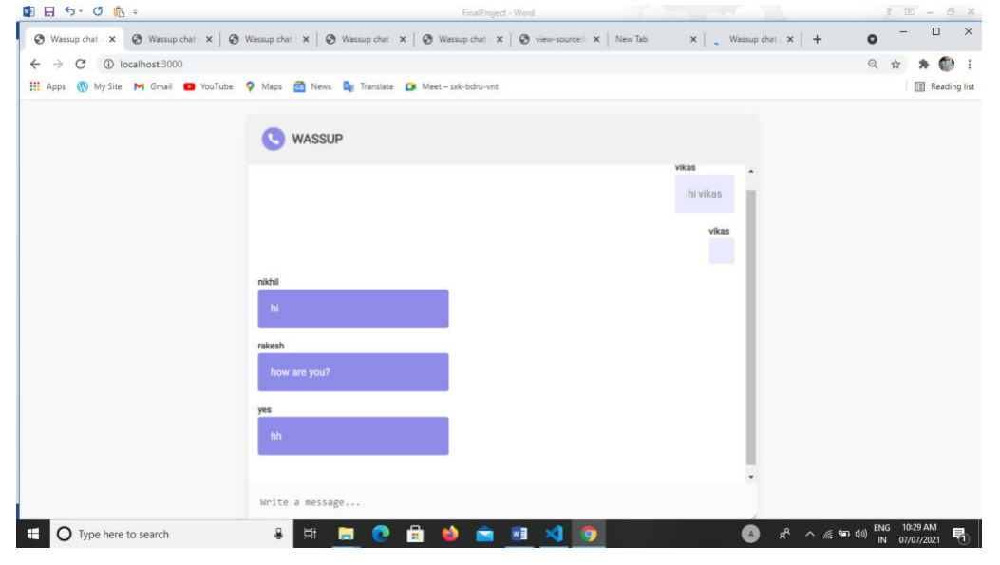 FinalProject - Word
Wassup chat Wassup chat Wassup chat Wassup chat Wassup chat view-source: New Tab Wassup chat
localhost:3000
Apps My Site Gmail YouTube Maps News Translate Meet – sxk-bdru-vnt Reading list
WASSUP
vikas
hi vikas
vikas
nikhil
hi
rakesh
how are you?
yes
hh
Write a message...
Type here to search
ENG 10:29 AM
IN 07/07/2021